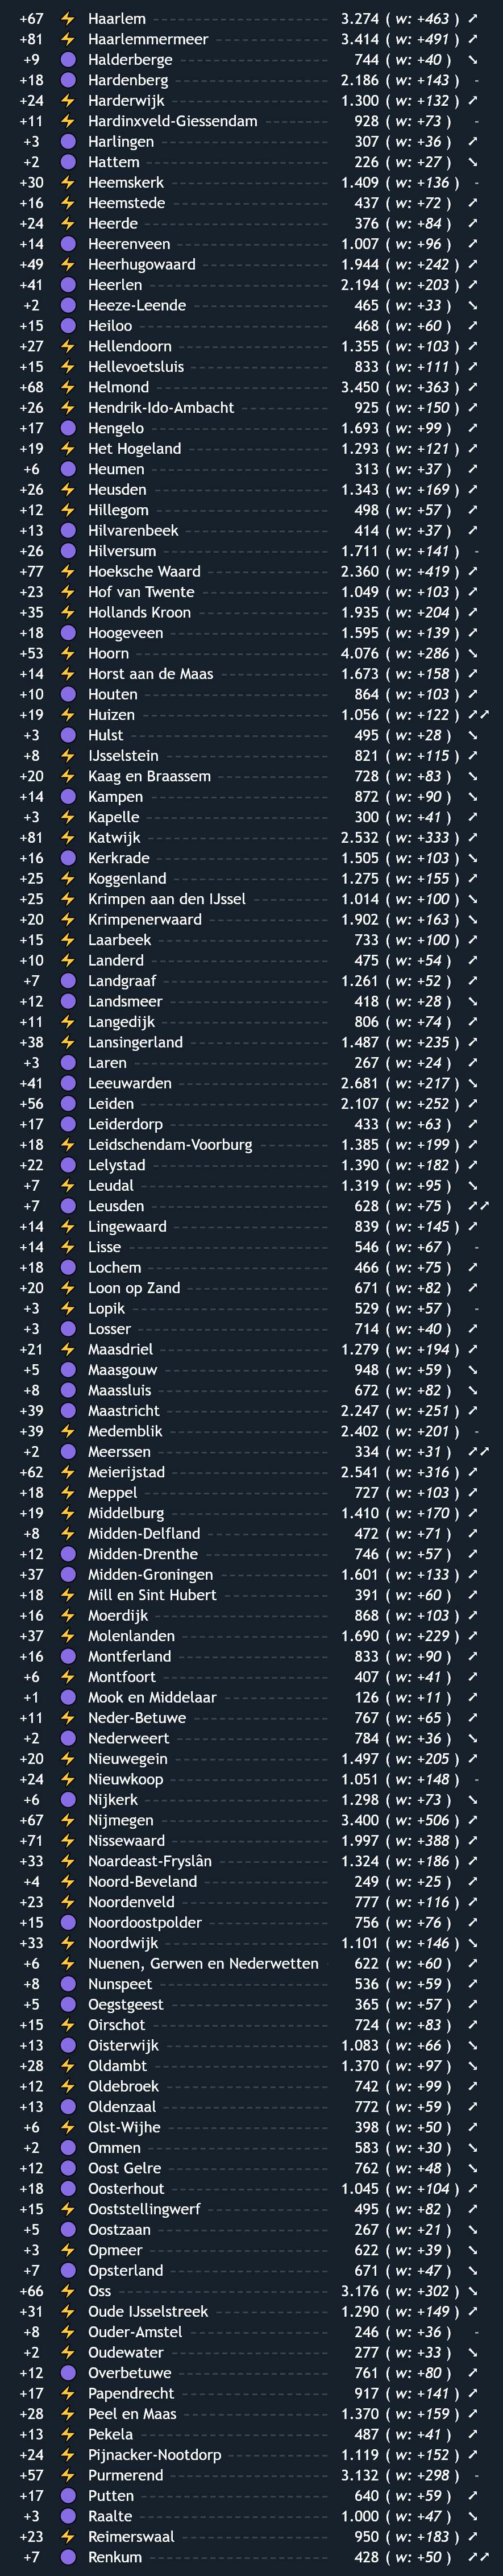 +67 Haarlem 3.274 ( w: +463 )
+81 Haarlemmermeer 3.414 ( w: +491 )
+9 Halderberge 744 ( w: +40 )
+18 Hardenberg 2.186 ( w: +143 ) -
+24 Harderwijk 1.300 ( w: +132 )
+11 Hardinxveld-Giessendam 928 ( w: +73 ) -
+3 Harlingen 307 ( w: +36 )
+2 Hattem 226 ( w: +27 )
+30 Heemskerk 1.409 ( w: +136 ) -
+16 Heemstede 437 ( w: +72 )
+24 Heerde 376 ( w: +84 )
+14 Heerenveen 1.007 ( w: +96 )
+49 Heerhugowaard 1.944 ( w: +242 )
+41 Heerlen 2.194 ( w: +203 )
+2 Heeze-Leende 465 ( w: +33 )
+15 Heiloo 468 ( w: +60 )
+27 Hellendoorn 1.355 ( w: +103 )
+15 Hellevoetsluis 833 ( w: +111 )
+68 Helmond 3.450 ( w: +363 )
+26 Hendrik-Ido-Ambacht 925 ( w: +150 )
+17 Hengelo 1.693 ( w: +99 )
+19 Het Hogeland 1.293 ( w: +121 )
+6 Heumen 313 ( w: +37 )
+26 Heusden 1.343 ( w: +169 )
+12 Hillegom 498 ( w: +57 )
+13 Hilvarenbeek 414 ( w: +37 )
+26 Hilversum 1.711 ( w: +141 ) -
+77 Hoeksche Waard 2.360 ( w: +419 )
+23 Hof van Twente 1.049 ( w: +103 )
+35 Hollands Kroon 1.935 ( w: +204 )
+18 Hoogeveen 1.595 ( w: +139 )
+53 Hoorn 4.076 ( w: +286 )
+14 Horst aan de Maas 1.673 ( w: +158 )
+10 Houten 864 ( w: +103 )
+19 Huizen 1.056 ( w: +122 )
+3 Hulst 495 ( w: +28 )
+8 IJsselstein 821 ( w: +115 )
+20 Kaag en Braassem 728 ( w: +83 )
+14 Kampen 872 ( w: +90 )
+3 Kapelle 300 ( w: +41 )
+81 Katwijk 2.532 ( w: +333 )
+16 Kerkrade 1.505 ( w: +103 )
+25 Koggenland 1.275 ( w: +155 )
+25 Krimpen aan den IJssel 1.014 ( w: +100 )
+20 Krimpenerwaard 1.902 ( w: +163 )
+15 Laarbeek 733 ( w: +100 )
+10 Landerd 475 ( w: +54 )
+7 Landgraaf 1.261 ( w: +52 )
+12 Landsmeer 418 ( w: +28 )
+11 Langedijk 806 ( w: +74 )
+38 Lansingerland 1.487 ( w: +235 )
+3 Laren 267 ( w: +24 )
+41 Leeuwarden 2.681 ( w: +217 )
+56 Leiden 2.107 ( w: +252 )
+17 Leiderdorp 433 ( w: +63 )
+18 Leidschendam-Voorburg 1.385 ( w: +199 )
+22 Lelystad 1.390 ( w: +182 )
+7 Leudal 1.319 ( w: +95 )
+7 Leusden 628 ( w: +75 )
+14 Lingewaard 839 ( w: +145 )
+14 Lisse 546 ( w: +67 ) -
+18 Lochem 466 ( w: +75 )
+20 Loon op Zand 671 ( w: +82 )
+3 Lopik 529 ( w: +57 ) -
+3 Losser 714 ( w: +40 )
+21 Maasdriel 1.279 ( w: +194 )
+5 Maasgouw 948 ( w: +59 )
+8 Maassluis 672 ( w: +82 )
+39 Maastricht 2.247 ( w: +251 )
+39 Medemblik 2.402 ( w: +201 ) -
+2 Meerssen 334 ( w: +31 )
+62 Meierijstad 2.541 ( w: +316 )
+18 Meppel 727 ( w: +103 )
+19 Middelburg 1.410 ( w: +170 )
+8 Midden-Delfland 472 ( w: +71 )
+12 Midden-Drenthe 746 ( w: +57 )
+37 Midden-Groningen 1.601 ( w: +133 )
+18 Mill en Sint Hubert 391 ( w: +60 )
+16 Moerdijk 868 ( w: +103 )
+37 Molenlanden 1.690 ( w: +229 )
+16 Montferland 833 ( w: +90 )
+6 Montfoort 407 ( w: +41 )
+1 Mook en Middelaar 126 ( w: +11 )
+11 Neder-Betuwe 767 ( w: +65 )
+2 Nederweert 784 ( w: +36 )
+20 Nieuwegein 1.497 ( w: +205 )
+24 Nieuwkoop 1.051 ( w: +148 ) -
+6 Nijkerk 1.298 ( w: +73 )
+67 Nijmegen 3.400 ( w: +506 )
+71 Nissewaard 1.997 ( w: +388 )
+33 Noardeast-Fryslân 1.324 ( w: +186 )
+4 Noord-Beveland 249 ( w: +25 )
+23 Noordenveld 777 ( w: +116 )
+15 Noordoostpolder 756 ( w: +76 )
+33 Noordwijk 1.101 ( w: +146 )
+6 Nuenen, Gerwen en Nederwetten 622 ( w: +60 )
+8 Nunspeet 536 ( w: +59 )
+5 Oegstgeest 365 ( w: +57 )
+15 Oirschot 724 ( w: +83 )
+13 Oisterwijk 1.083 ( w: +66 )
+28 Oldambt 1.370 ( w: +97 )
+12 Oldebroek 742 ( w: +99 )
+13 Oldenzaal 772 ( w: +59 )
+6 Olst-Wijhe 398 ( w: +50 )
+2 Ommen 583 ( w: +30 )
+12 Oost Gelre 762 ( w: +48 )
+18 Oosterhout 1.045 ( w: +104 )
+15 Ooststellingwerf 495 ( w: +82 )
+5 Oostzaan 267 ( w: +21 )
+3 Opmeer 622 ( w: +39 )
+7 Opsterland 671 ( w: +47 )
+66 Oss 3.176 ( w: +302 )
+31 Oude IJsselstreek 1.290 ( w: +149 )
+8 Ouder-Amstel 246 ( w: +36 ) -
+2 Oudewater 277 ( w: +33 )
+12 Overbetuwe 761 ( w: +80 )
+17 Papendrecht 917 ( w: +141 )
+28 Peel en Maas 1.370 ( w: +159 )
+13 Pekela 487 ( w: +41 )
+24 Pijnacker-Nootdorp 1.119 ( w: +152 )
+57 Purmerend 3.132 ( w: +298 ) -
+17 Putten 640 ( w: +59 )
+3 Raalte 1.000 ( w: +47 )
+23 Reimerswaal 950 ( w: +183 )
+7 Renkum 428 ( w: +50 )